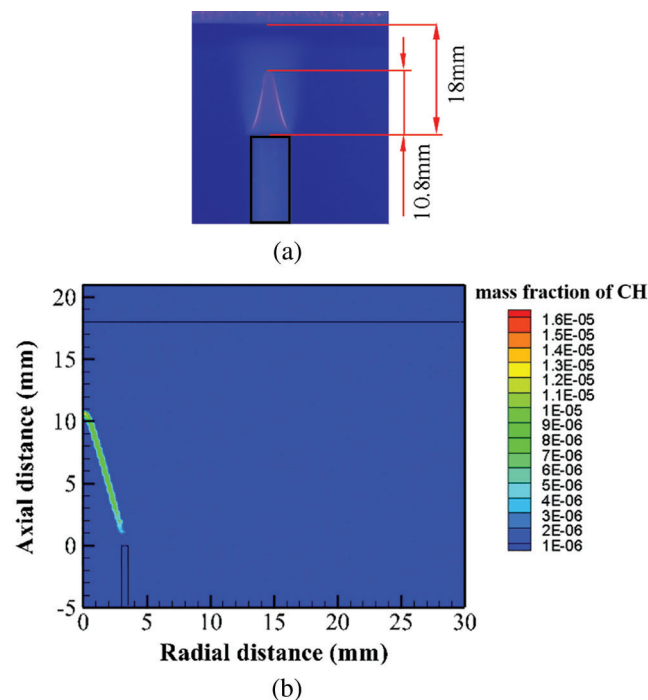 18mm
10.8mm
(a)
20
15
10
5
0
-5
0
5
10
15
20
25
30
Axial distance (mm)
Radial distance (mm)
mass fraction of CH
1.6E-05
1.5E-05
1.4E-05
1.3E-05
1.2E-05
1.1E-05
1E-05
9E-06
8E-06
7E-06
6E-06
5E-06
4E-06
3E-06
2E-06
1E-06
(b)